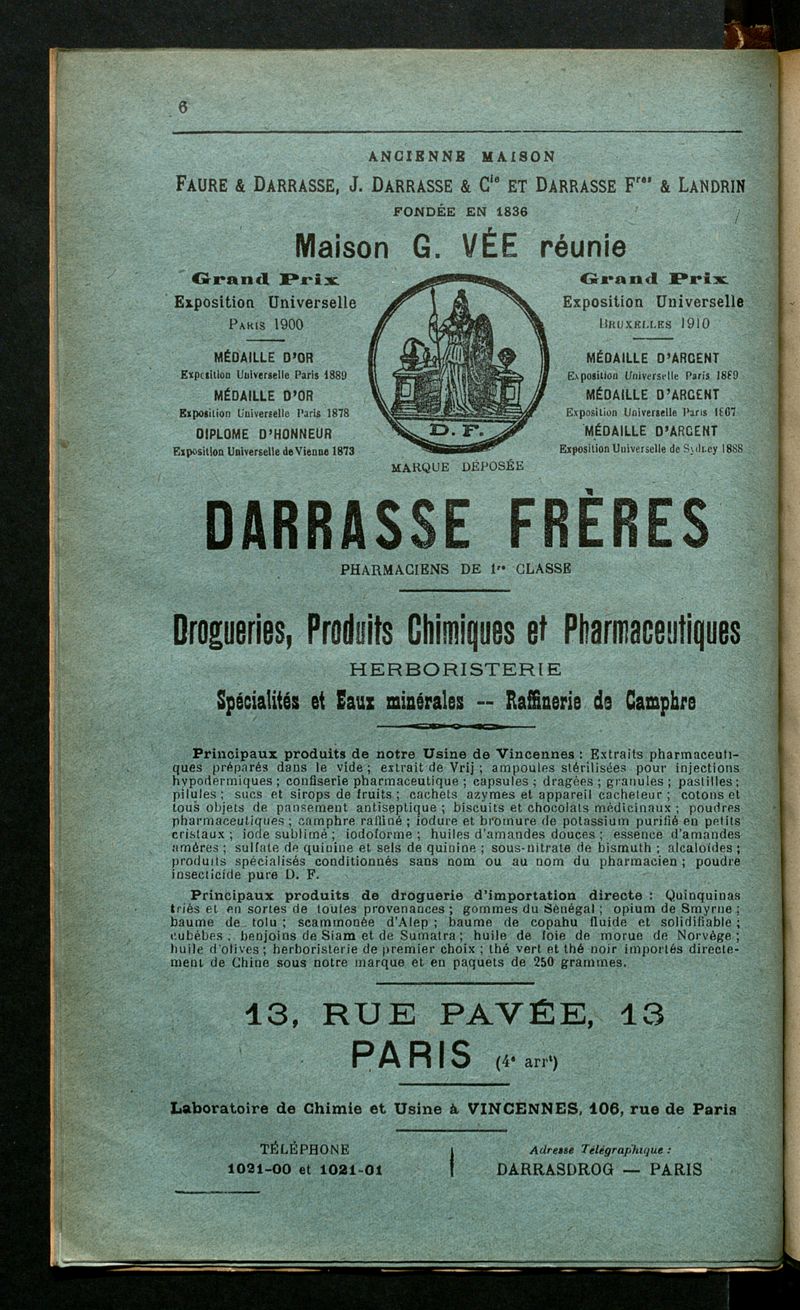 6
ANCIENNE MAISON
FAURE & DARRASSE, J. DARRASSE & Cie ET DARRASSE Fres & LANDRIN
FONDÉE EN 1836
Maison G. VÉE réunie
Grand Prix
Exposition Universelle
PARIS 1900
MÉDAILLE D'OR
Exposition Universelle Paris 1889
MÉDAILLE D'OR
Exposition Universelle Paris 1878
DIPLOME D'HONNEUR
Exposition Universelle de Vienne 1873
D. F.
MARQUE DÉPOSÉE
Grand Prix
Exposition Universelle
BRUXELLES 1910
MÉDAILLE D'ARGENT
Exposition Universelle Paris 1889
MÉDAILLE D'ARGENT
Exposition Universelle Paris 1867
MÉDAILLE D'ARGENT
Exposition Universelle de Sydney 1888
DARRASSE FRÈRES
PHARMACIENS DE 1re CLASSE
Drogueries, Produits Chimiques et Pharmaceutiques
HERBORISTERIE
Spécialités et Eaux minérales -- Raffinerie de Camphre
Principaux produits de notre Usine de Vincennes : Extraits pharmaceuti-
ques préparés dans le vide ; extrait de Vrij ; ampoules stérilisées pour injections
hypodermiques ; confiserie pharmaceutique ; capsules ; dragées ; granules ; pastilles ;
pilules ; sucs et sirops de fruits ; cachets azymes et appareil cacheteur ; cotons et
tous objets de pansement antiseptique ; biscuits et chocolats médicinaux ; poudres
pharmaceutiques ; camphre raffiné ; iodure et bromure de potassium purifié en petits
cristaux ; iode sublimé ; iodoforme ; huiles d'amandes douces ; essence d'amandes
amères ; sulfate de quinine et sels de quinine ; sous-nitrate de bismuth ; alcaloïdes ;
produits spécialisés conditionnés sans nom ou au nom du pharmacien ; poudre
insecticide pure D. F.
Principaux produits de droguerie d'importation directe : Quinquinas
triés et en sortes de toutes provenances ; gommes du Sénégal ; opium de Smyrne ;
baume de tolu ; scammonée d'Alep ; baume de copahu fluide et solidifiable ;
cubèbes ; benjoins de Siam et de Sumatra ; huile de foie de morue de Norvège ;
huile d'olives ; herboristerie de premier choix ; thé vert et thé noir importés directe-
ment de Chine sous notre marque et en paquets de 250 grammes.
13, RUE PAVÉE, 13
PARIS (4e arrt)
Laboratoire de Chimie et Usine à VINCENNES, 106, rue de Paris
TÉLÉPHONE
1021-00 et 1021-01
Adresse Télégraphique :
DARRASDROG — PARIS